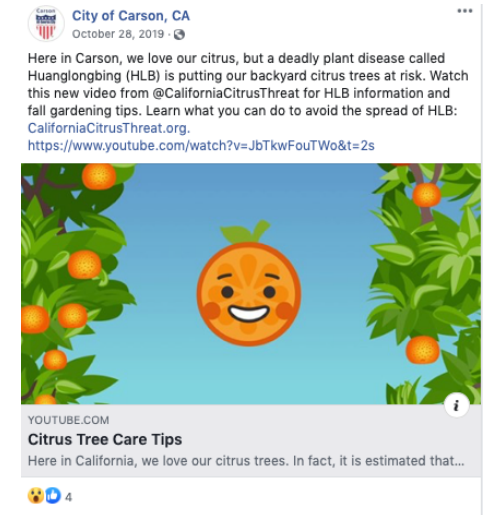 City of Carson, CA
October 28, 2019 ·
Here in Carson, we love our citrus, but a deadly plant disease called
Huanglongbing (HLB) is putting our backyard citrus trees at risk. Watch
this new video from @CaliforniaCitrusThreat for HLB information and
fall gardening tips. Learn what you can do to avoid the spread of HLB:
CaliforniaCitrusThreat.org.
https://www.youtube.com/watch?v=JbTkwFouTWo&t=2s
i
YOUTUBE.COM
Citrus Tree Care Tips
Here in California, we love our citrus trees. In fact, it is estimated that...
4